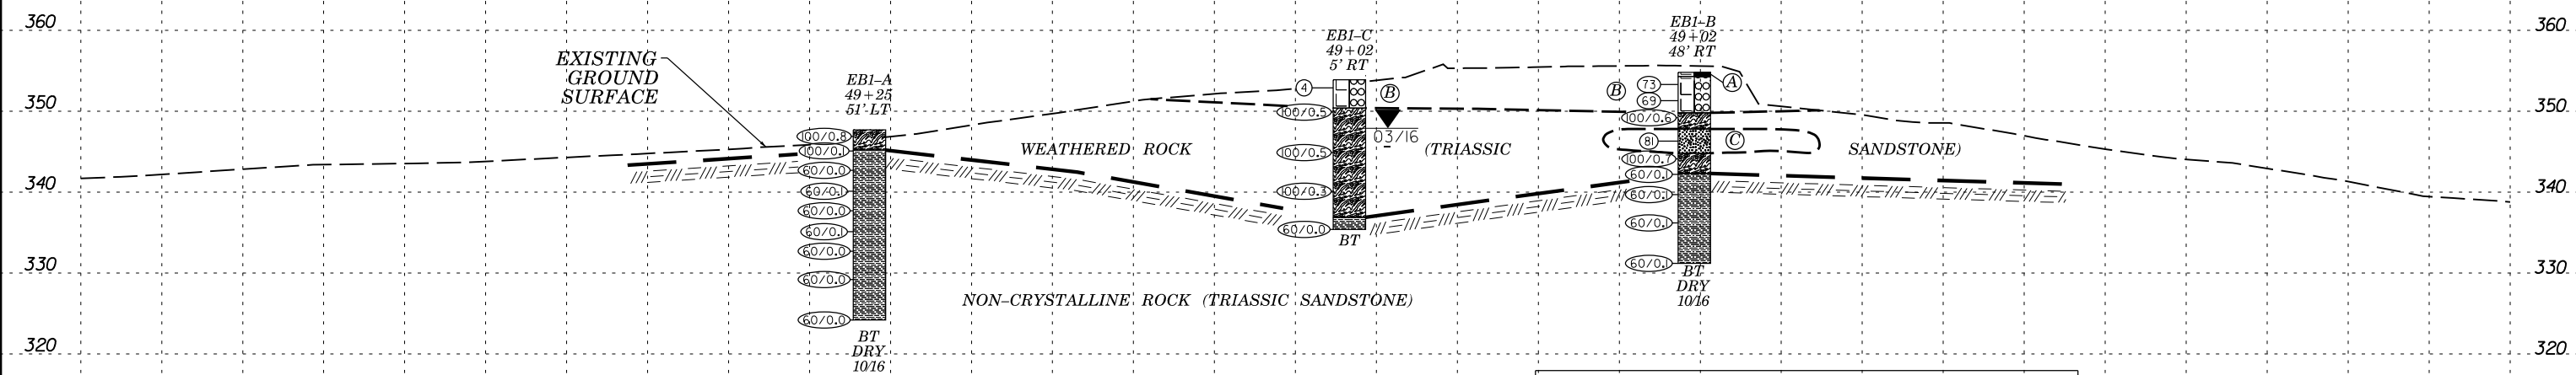 360
EXISTING
GROUND
SURFACE
EB1-A
49+25
51' LT
EB1-C
49+02
5' RT
EB1-B
49+02
48' RT
360
350
4
B
B
73
A
69
350
100/0.5
100/0.6
03/16
100/0.8
100/0.1
WEATHERED ROCK
100/0.5
(TRIASSIC
81
C
SANDSTONE)
100/0.7
340
60/0.0
60/0.1
60/0.0
60/0.1
60/0.0
100/0.3
60/0.1
60/0.1
60/0.1
340
60/0.0
BT
330
60/0.0
60/0.0
60/0.1
BT
DRY
10/16
330
NON-CRYSTALLINE ROCK (TRIASSIC SANDSTONE)
320
BT
DRY
10/16
320